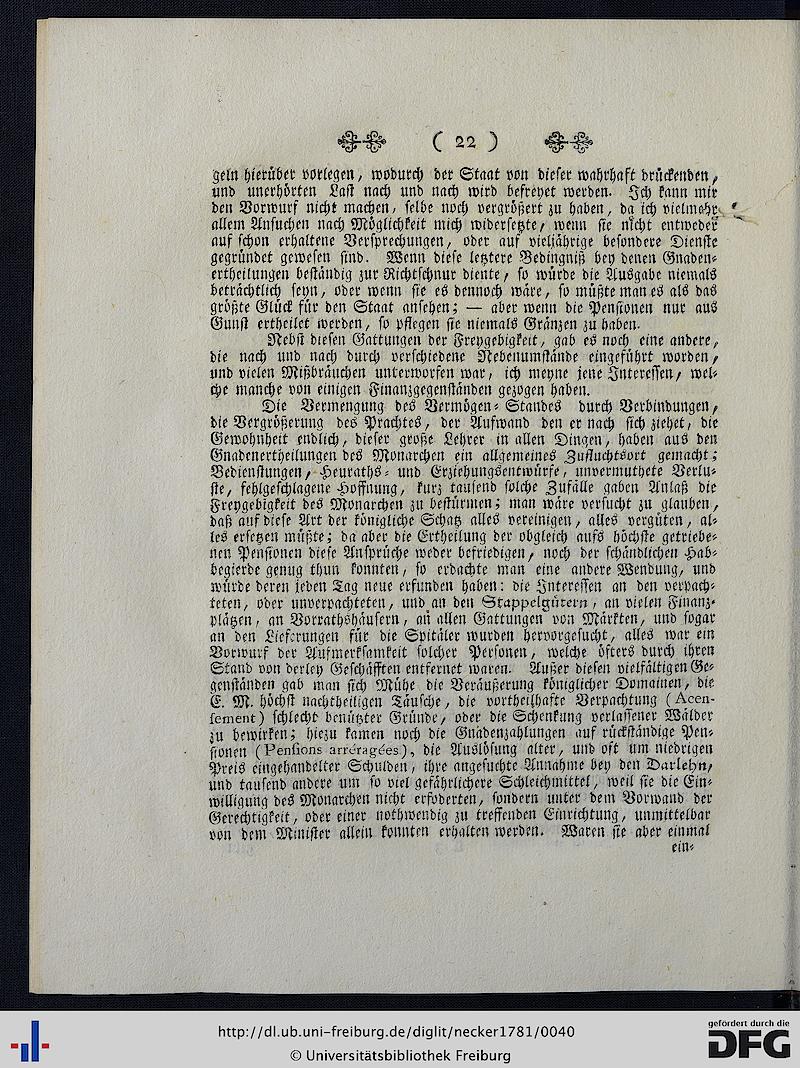 ( 22 )
geln hierüber vorlegen, wodurch der Staat von dieser wahrhaft drückenden,
und unerhörten Last nach und nach wird befreyet werden. Ich kann mir
den Vorwurf nicht machen, selbe noch vergrößert zu haben, da ich vielmehr
allem Ansuchen nach Möglichkeit mich widersetzte, wenn sie nicht entweder
auf schon erhaltene Versprechungen, oder auf vieljährige besondere Dienste
gegründet gewesen sind. Wenn diese letztere Bedingniß bey denen Gnaden-
ertheilungen beständig zur Richtschnur diente, so würde die Ausgabe niemals
beträchtlich seyn, oder wenn sie es dennoch wäre, so müßte man es als das
größte Glück für den Staat ansehen; — aber wenn die Pensionen nur aus
Gunst ertheilet werden, so pflegen sie niemals Gränzen zu haben.
Nebst diesen Gattungen der Freygebigkeit, gab es noch eine andere,
die nach und nach durch verschiedene Nebenumstände eingeführt worden,
und vielen Mißbräuchen unterworfen war, ich meyne jene Interessen, wel-
che manche von einigen Finanzgegenständen gezogen haben.
Die Vermengung des Vermögen-Standes durch Verbindungen,
die Vergrößerung des Prachtes, der Aufwand den er nach sich ziehet, die
Gewohnheit endlich, dieser große Lehrer in allen Dingen, haben aus den
Gnadenertheilungen des Monarchen ein allgemeines Zufluchtsort gemacht;
Bedienstungen, Heuraths- und Erziehungsentwürfe, unvermuthete Verlu-
ste, fehlgeschlagene Hoffnung, kurz tausend solche Zufälle gaben Anlaß die
Freygebigkeit des Monarchen zu bestürmen; man wäre versucht zu glauben,
daß auf diese Art der königliche Schatz alles vereinigen, alles vergüten, al-
les ersetzen müßte; da aber die Ertheilung der obgleich aufs höchste getriebe-
nen Pensionen diese Ansprüche weder befriedigen, noch der schändlichen Hab-
begierde genug thun konnten, so erdachte man eine andere Wendung, und
würde deren jeden Tag neue erfunden haben: die Interessen an den verpach-
teten, oder unverpachteten, und an den Stappelgütern, an vielen Finanz-
plätzen, an Vorrathshäusern, an allen Gattungen von Märkten, und sogar
an den Lieferungen für die Spitäler wurden hervorgesucht, alles war ein
Vorwurf der Aufmerksamkeit solcher Personen, welche öfters durch ihren
Stand von derley Geschäfften entfernet waren. Außer diesen vielfältigen Ge-
genständen gab man sich Mühe die Veräußerung königlicher Domainen, die
E. M. höchst nachtheiligen Täusche, die vortheilhafte Verpachtung (Acen-
sement) schlecht benützter Gründe, oder die Schenkung verlassener Wälder
zu bewirken; hiezu kamen noch die Gnadenzahlungen auf rückständige Pen-
sionen (Pensions arréragées), die Auslösung alter, und oft um niedrigen
Preis eingehandelter Schulden, ihre angesuchte Annahme bey den Darlehn,
und tausend andere um so viel gefährlichere Schleichmittel, weil sie die Ein-
willigung des Monarchen nicht erfoderten, sondern unter dem Vorwand der
Gerechtigkeit, oder einer nothwendig zu treffenden Einrichtung, unmittelbar
von dem Minister allein konnten erhalten werden. Waren sie aber einmal
ein-
http://dl.ub.uni-freiburg.de/diglit/necker1781/0040
© Universitätsbibliothek Freiburg
gefördert durch die
DFG